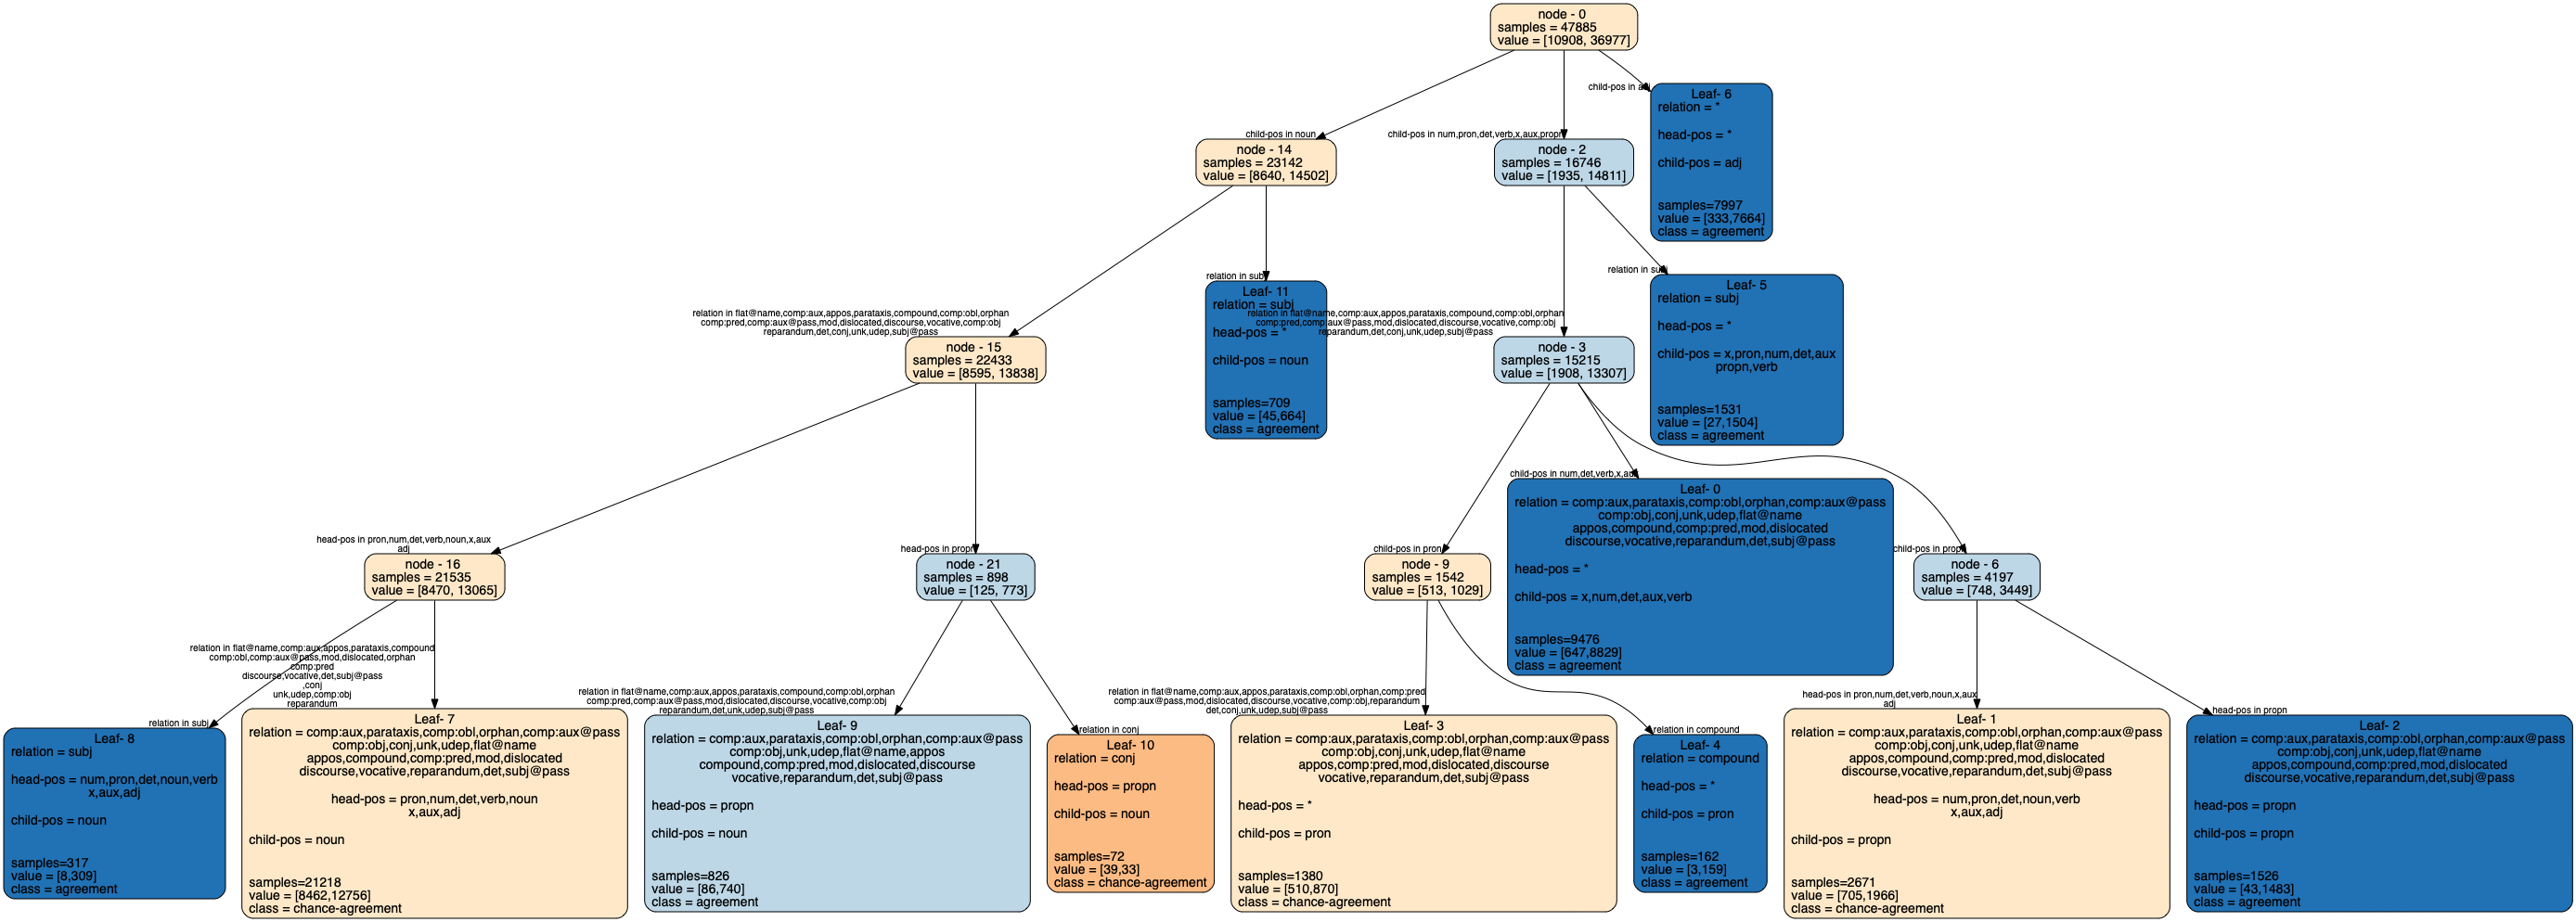 node - 0
samples = 47885
value = [10908, 36977]
child-pos in noun
child-pos in num,pron,det,verb,x,aux,propn
child-pos in adj
node - 14
samples = 23142
value = [8640, 14502]
node - 2
samples = 16746
value = [1935, 14811]
Leaf- 6
relation = *
head-pos = *
child-pos = adj
samples=7997
value = [333,7664]
class = agreement
relation in flat@name,comp:aux,appos,parataxis,compound,comp:obl,orphan
comp:pred,comp:aux@pass,mod,dislocated,discourse,vocative,comp:obj
reparandum,det,conj,unk,udep,subj@pass
relation in subj
Leaf- 11
relation = subj
head-pos = *
child-pos = noun
samples=709
value = [45,664]
class = agreement
relation in flat@name,comp:aux,appos,parataxis,compound,comp:obl,orphan
comp:pred,comp:aux@pass,mod,dislocated,discourse,vocative,comp:obj
reparandum,det,conj,unk,udep,subj@pass
relation in subj
Leaf- 5
relation = subj
head-pos = *
child-pos = x,pron,num,det,aux
propn,verb
samples=1531
value = [27,1504]
class = agreement
node - 15
samples = 22433
value = [8595, 13838]
node - 3
samples = 15215
value = [1908, 13307]
head-pos in pron,num,det,verb,noun,x,aux
adj
head-pos in propn
child-pos in pron
child-pos in num,det,verb,x,aux
child-pos in propn
node - 16
samples = 21535
value = [8470, 13065]
node - 21
samples = 898
value = [125, 773]
node - 9
samples = 1542
value = [513, 1029]
Leaf- 0
relation = comp:aux,parataxis,comp:obl,orphan,comp:aux@pass
comp:obj,conj,unk,udep,flat@name
appos,compound,comp:pred,mod,dislocated
discourse,vocative,reparandum,det,subj@pass
head-pos = *
child-pos = x,num,det,aux,verb
samples=9476
value = [647,8829]
class = agreement
node - 6
samples = 4197
value = [748, 3449]
relation in subj
relation in flat@name,comp:aux,appos,parataxis,compound
comp:obl,comp:aux@pass,mod,dislocated,orphan
comp:pred
discourse,vocative,det,subj@pass
,conj
unk,udep,comp:obj
reparandum
relation in flat@name,comp:aux,appos,parataxis,compound,comp:obl,orphan
comp:pred,comp:aux@pass,mod,dislocated,discourse,vocative,comp:obj
reparandum,det,unk,udep,subj@pass
relation in conj
relation in flat@name,comp:aux,appos,parataxis,comp:obl,orphan,comp:pred
comp:aux@pass,mod,dislocated,discourse,vocative,comp:obj,reparandum
det,conj,unk,udep,subj@pass
relation in compound
head-pos in pron,num,det,verb,noun,x,aux
adj
head-pos in propn
Leaf- 8
relation = subj
head-pos = num,pron,det,noun,verb
x,aux,adj
child-pos = noun
samples=317
value = [8,309]
class = agreement
Leaf- 7
relation = comp:aux,parataxis,comp:obl,orphan,comp:aux@pass
comp:obj,conj,unk,udep,flat@name
appos,compound,comp:pred,mod,dislocated
discourse,vocative,reparandum,det,subj@pass
head-pos = pron,num,det,verb,noun
x,aux,adj
child-pos = noun
samples=21218
value = [8462,12756]
class = chance-agreement
Leaf- 9
relation = comp:aux,parataxis,comp:obl,orphan,comp:aux@pass
comp:obj,unk,udep,flat@name,appos
compound,comp:pred,mod,dislocated,discourse
vocative,reparandum,det,subj@pass
head-pos = propn
child-pos = noun
samples=826
value = [86,740]
class = agreement
Leaf- 10
relation = conj
head-pos = propn
child-pos = noun
samples=72
value = [39,33]
class = chance-agreement
Leaf- 3
relation = comp:aux,parataxis,comp:obl,orphan,comp:aux@pass
comp:obj,conj,unk,udep,flat@name
appos,comp:pred,mod,dislocated,discourse
vocative,reparandum,det,subj@pass
head-pos = *
child-pos = pron
samples=1380
value = [510,870]
class = chance-agreement
Leaf- 4
relation = compound
head-pos = *
child-pos = pron
samples=162
value = [3,159]
class = agreement
Leaf- 1
relation = comp:aux,parataxis,comp:obl,orphan,comp:aux@pass
comp:obj,conj,unk,udep,flat@name
appos,compound,comp:pred,mod,dislocated
discourse,vocative,reparandum,det,subj@pass
head-pos = num,pron,det,noun,verb
x,aux,adj
child-pos = propn
samples=2671
value = [705,1966]
class = chance-agreement
Leaf- 2
relation = comp:aux,parataxis,comp:obl,orphan,comp:aux@pass
comp:obj,conj,unk,udep,flat@name
appos,compound,comp:pred,mod,dislocated
discourse,vocative,reparandum,det,subj@pass
head-pos = propn
child-pos = propn
samples=1526
value = [43,1483]
class = agreement